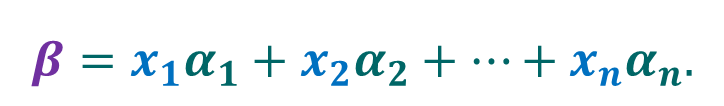 β = x₁α₁ + x₂α₂ + ⋯ + xₙαₙ.